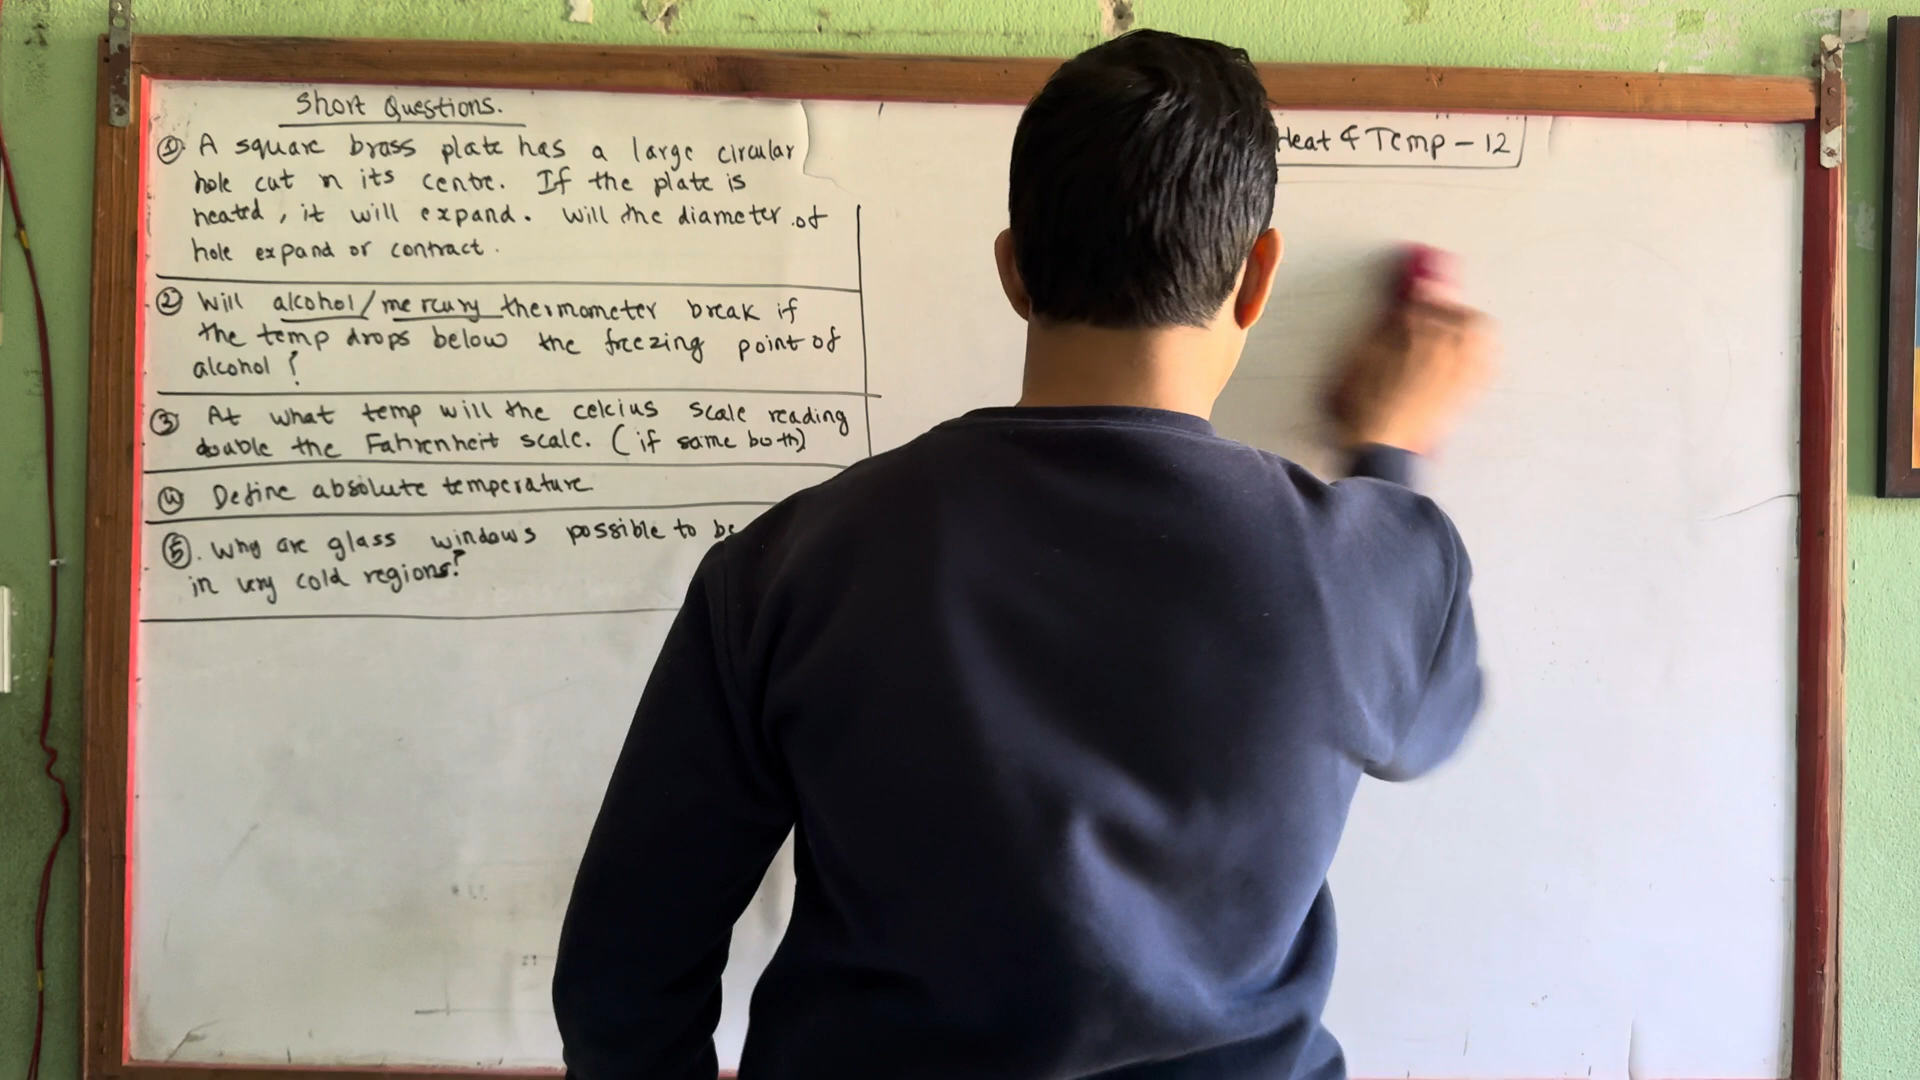 Short Questions.
① A square brass plate has a large circular
hole cut in its centre. If the plate is
heated, it will expand. Will the diameter of
hole expand or contract.
② Will alcohol/mercury thermometer break if
the temp drops below the freezing point of
alcohol?
③ At what temp will the celcius scale reading
double the Fahrenheit scale. (if same both)
④ Define absolute temperature
⑤. Why are glass windows possible to be
in very cold regions?
Heat & Temp - 12